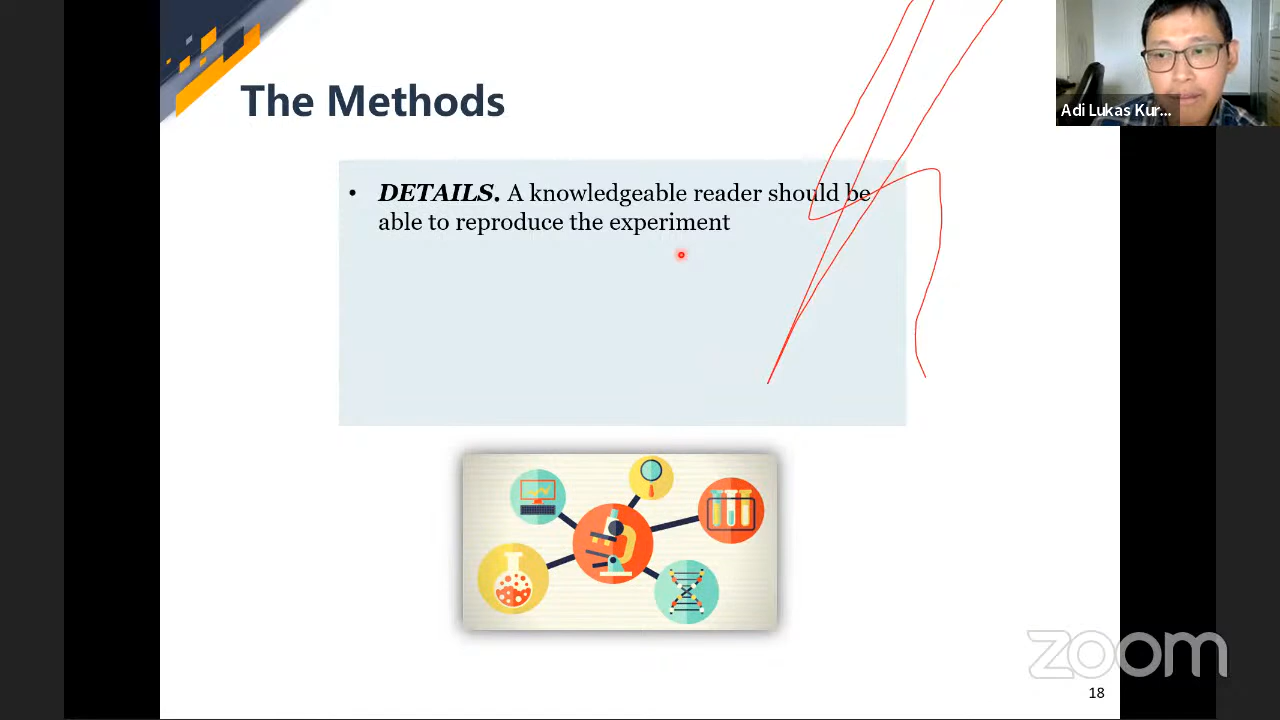 The Methods
• DETAILS. A knowledgeable reader should be
able to reproduce the experiment
Adi Lukas Kur...
zoom
18